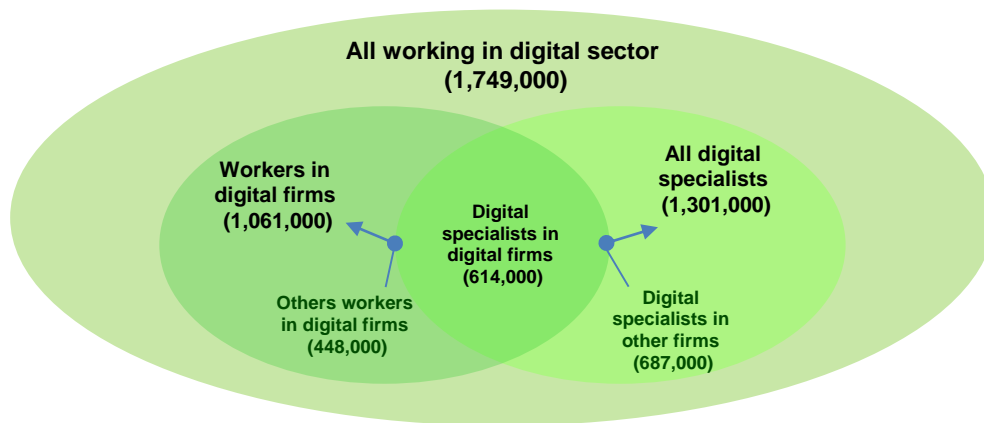 All working in digital sector
(1,749,000)
Workers in
digital firms
(1,061,000)
All digital
specialists
(1,301,000)
Digital
specialists in
digital firms
(614,000)
Others workers
in digital firms
(448,000)
Digital
specialists in
other firms
(687,000)